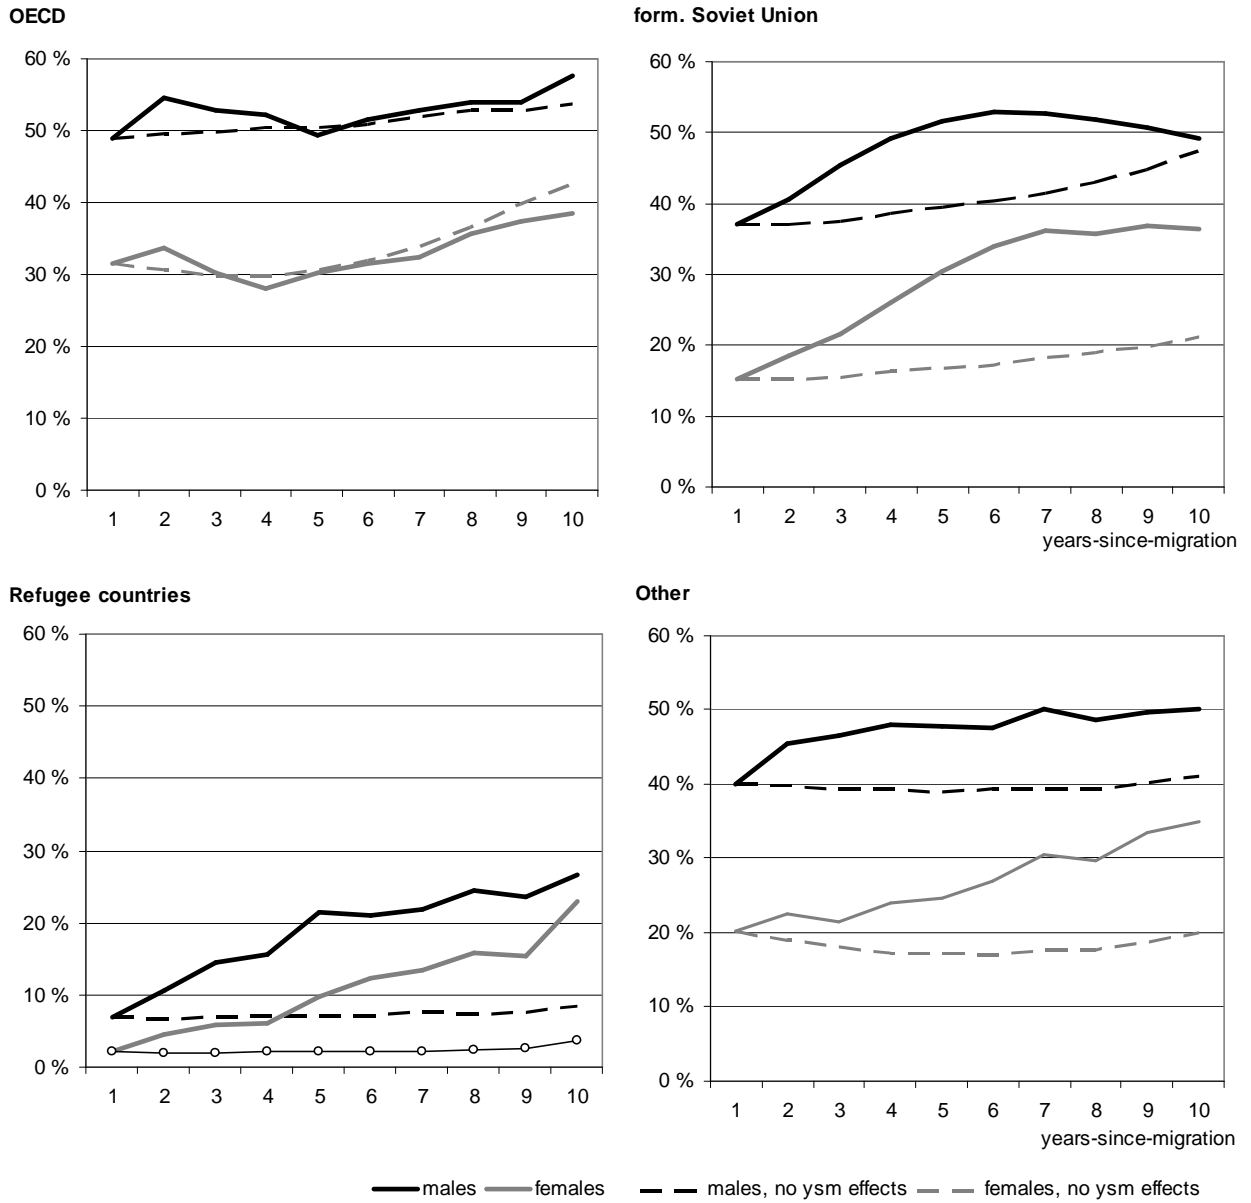 OECD
60 %
50 %
40 %
30 %
20 %
10 %
0 %
1 2 3 4 5 6 7 8 9 10
form. Soviet Union
60 %
50 %
40 %
30 %
20 %
10 %
0 %
1 2 3 4 5 6 7 8 9 10
years-since-migration
Refugee countries
60 %
50 %
40 %
30 %
20 %
10 %
0 %
1 2 3 4 5 6 7 8 9 10
Other
60 %
50 %
40 %
30 %
20 %
10 %
0 %
1 2 3 4 5 6 7 8 9 10
years-since-migration
males females males, no ysm effects females, no ysm effects